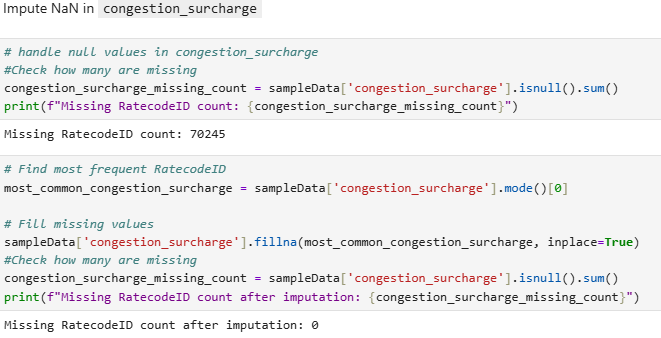 Impute NaN in congestion_surcharge
# handle null values in congestion_surcharge
#Check how many are missing
congestion_surcharge_missing_count = sampleData['congestion_surcharge'].isnull().sum()
print(f"Missing RatecodeID count: {congestion_surcharge_missing_count}")
Missing RatecodeID count: 70245
# Find most frequent RatecodeID
most_common_congestion_surcharge = sampleData['congestion_surcharge'].mode()[0]
# Fill missing values
sampleData['congestion_surcharge'].fillna(most_common_congestion_surcharge, inplace=True)
#Check how many are missing
congestion_surcharge_missing_count = sampleData['congestion_surcharge'].isnull().sum()
print(f"Missing RatecodeID count after imputation: {congestion_surcharge_missing_count}")
Missing RatecodeID count after imputation: 0